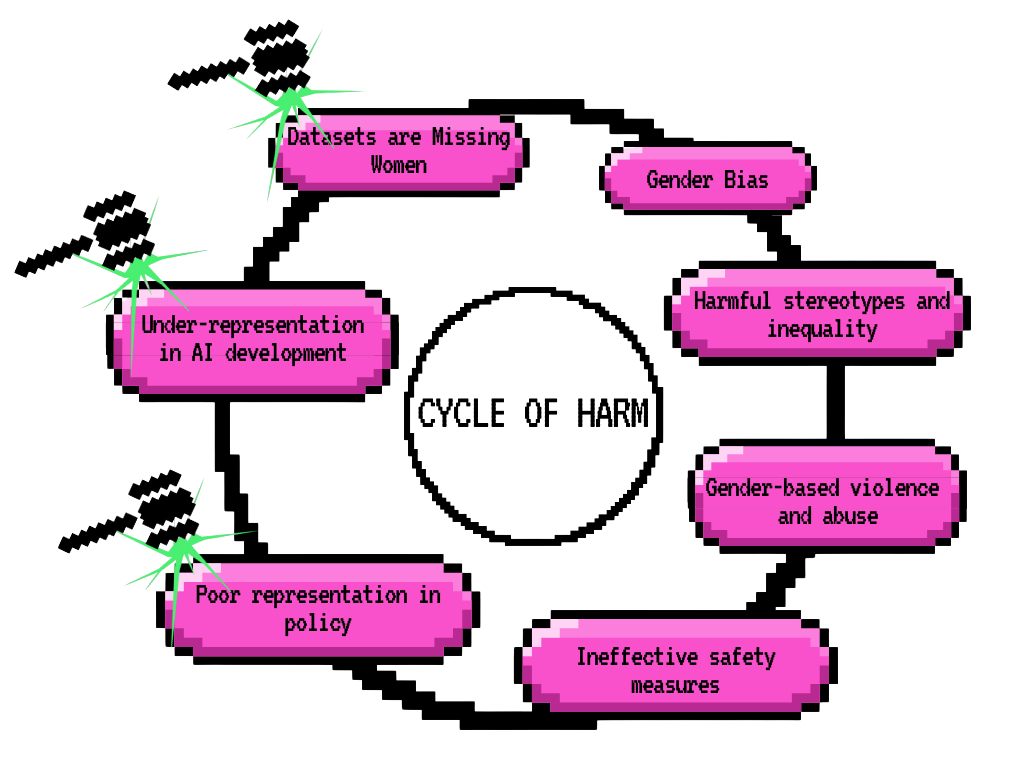 Datasets are Missing
Women
Gender Bias
Harmful stereotypes and
inequality
Gender-based violence
and abuse
Ineffective safety
measures
Poor representation in
policy
Under-representation
in AI development
CYCLE OF HARM